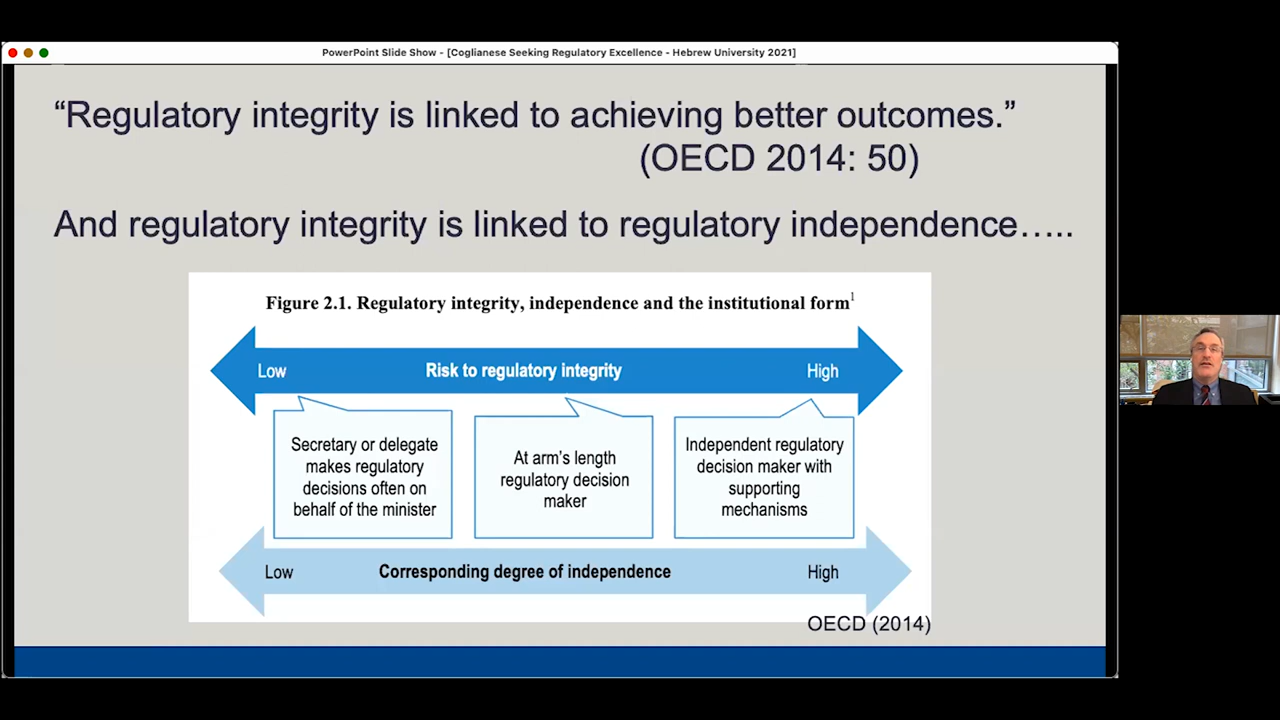 PowerPoint Slide Show - [Coglianese Seeking Regulatory Excellence - Hebrew University 2021]
“Regulatory integrity is linked to achieving better outcomes.”
(OECD 2014: 50)
And regulatory integrity is linked to regulatory independence…..
Figure 2.1. Regulatory integrity, independence and the institutional form1
Low
Risk to regulatory integrity
High
Secretary or delegate
makes regulatory
decisions often on
behalf of the minister
At arm's length
regulatory decision
maker
Independent regulatory
decision maker with
supporting
mechanisms
Low
Corresponding degree of independence
High
OECD (2014)